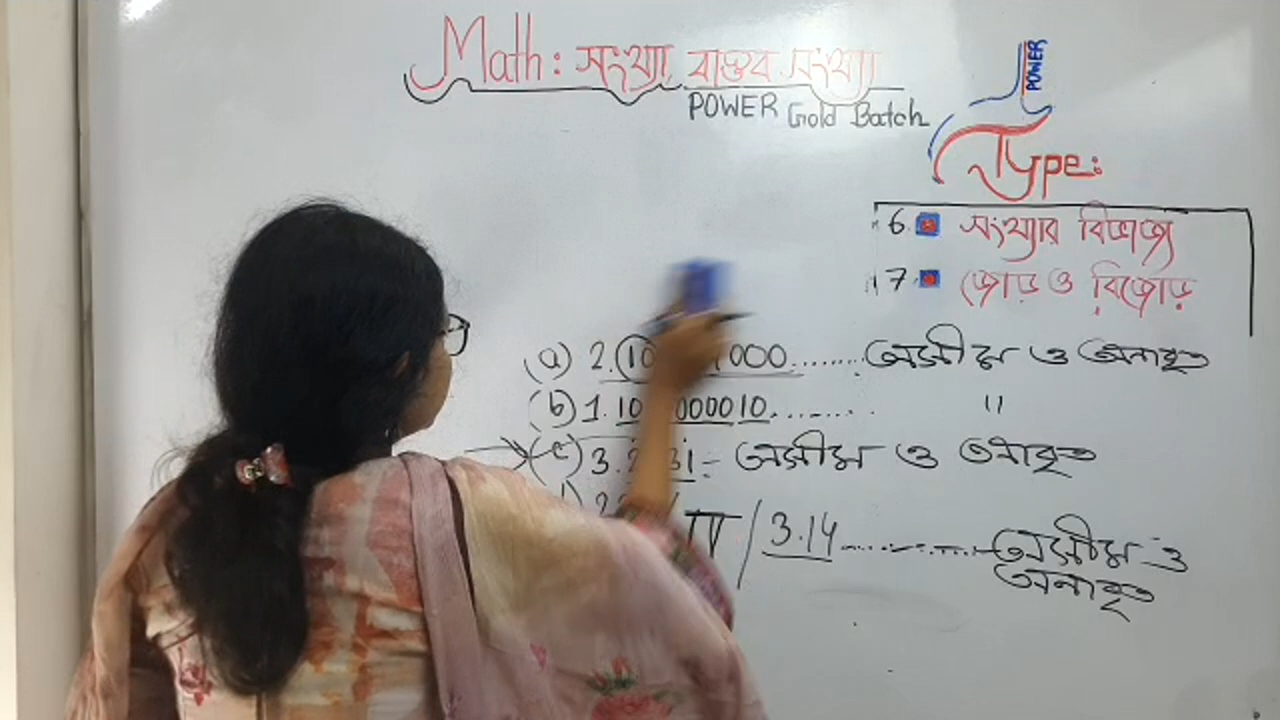 Math: সংখ্যা বাস্তব সংখ্যা
POWER Gold Batch
POWER
Type:
6. সংখ্যার বিভাজ্য
7. জোড় ও বিজোড়
(a) 2. 10 000........ অসীম ও অনাবৃত
(b) 1. 10 000010........ "
(c) 3. 31 - অসীম ও আবৃত
π / 3.14............ অসীম ও
অনাবৃত